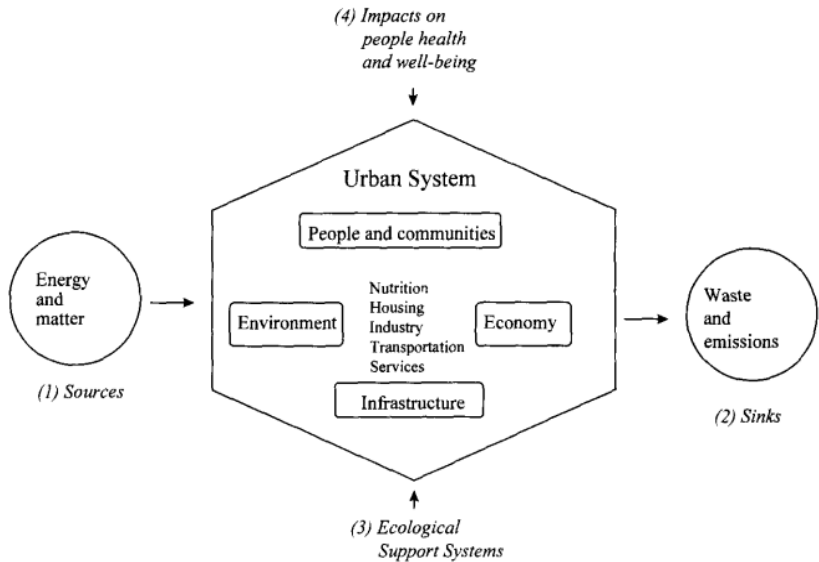 (4) Impacts on
people health
and well-being
Urban System
People and communities
Energy
and
matter
(1) Sources
Environment
Nutrition
Housing
Industry
Transportation
Services
Economy
Infrastructure
Waste
and
emissions
(2) Sinks
(3) Ecological
Support Systems